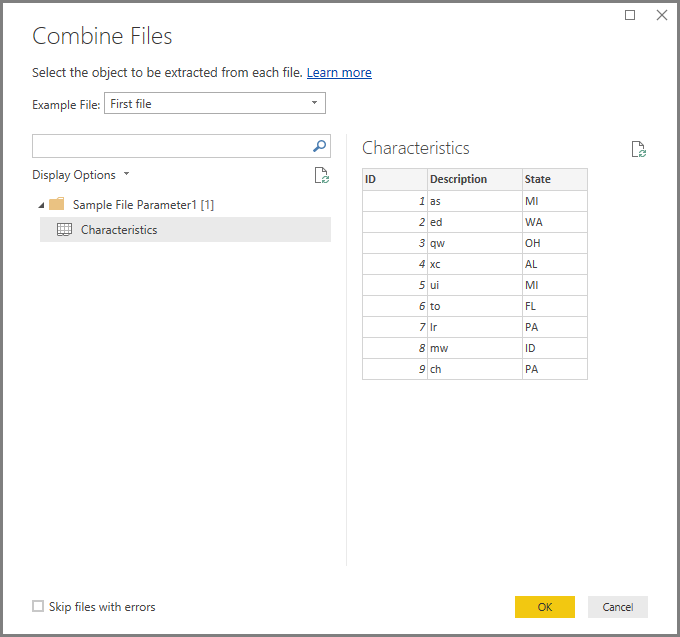 Combine Files
Select the object to be extracted from each file. Learn more
Example File: First file
Display Options
Sample File Parameter1 [1]
Characteristics
Characteristics
ID Description State
1 as MI
2 ed WA
3 qw OH
4 xc AL
5 ui MI
6 to FL
7 lr PA
8 mw ID
9 ch PA
Skip files with errors
OK Cancel